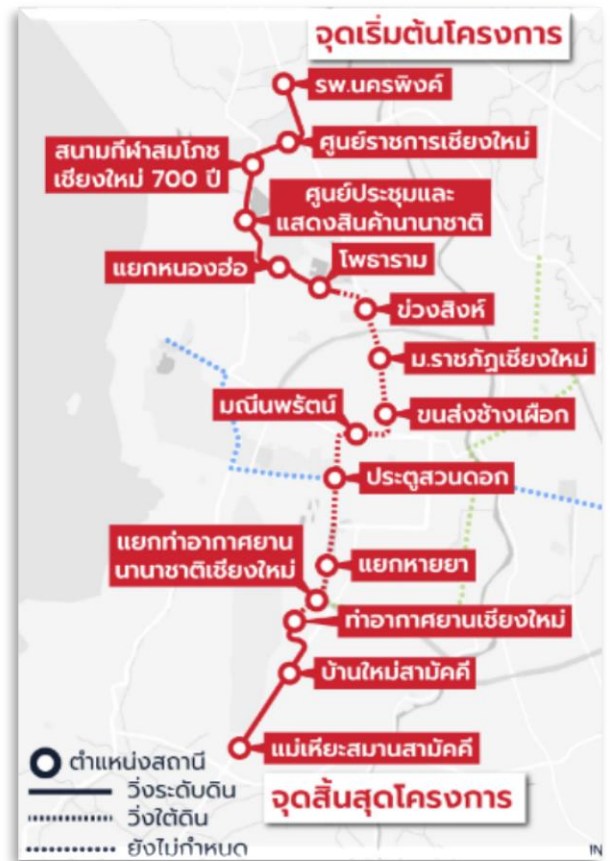 จุดเริ่มต้นโครงการ
รพ.นครพิงค์
ศูนย์ราชการเชียงใหม่
สนามกีฬาสมโภช
เชียงใหม่ 700 ปี
ศูนย์ประชุมและ
แสดงสินค้านานาชาติ
แยกหนองฮ่อ
โพธาราม
ข่วงสิงห์
ม.ราชภัฏเชียงใหม่
มณีนพรัตน์
ขนส่งช้างเผือก
ประตูสวนดอก
แยกท่าอากาศยาน
นานาชาติเชียงใหม่
แยกหายยา
ท่าอากาศยานเชียงใหม่
บ้านใหม่สามัคคี
แม่เหียะสมานสามัคคี
ตำแหน่งสถานี
วิ่งระดับดิน
วิ่งใต้ดิน
ยังไม่กำหนด
จุดสิ้นสุดโครงการ
IN